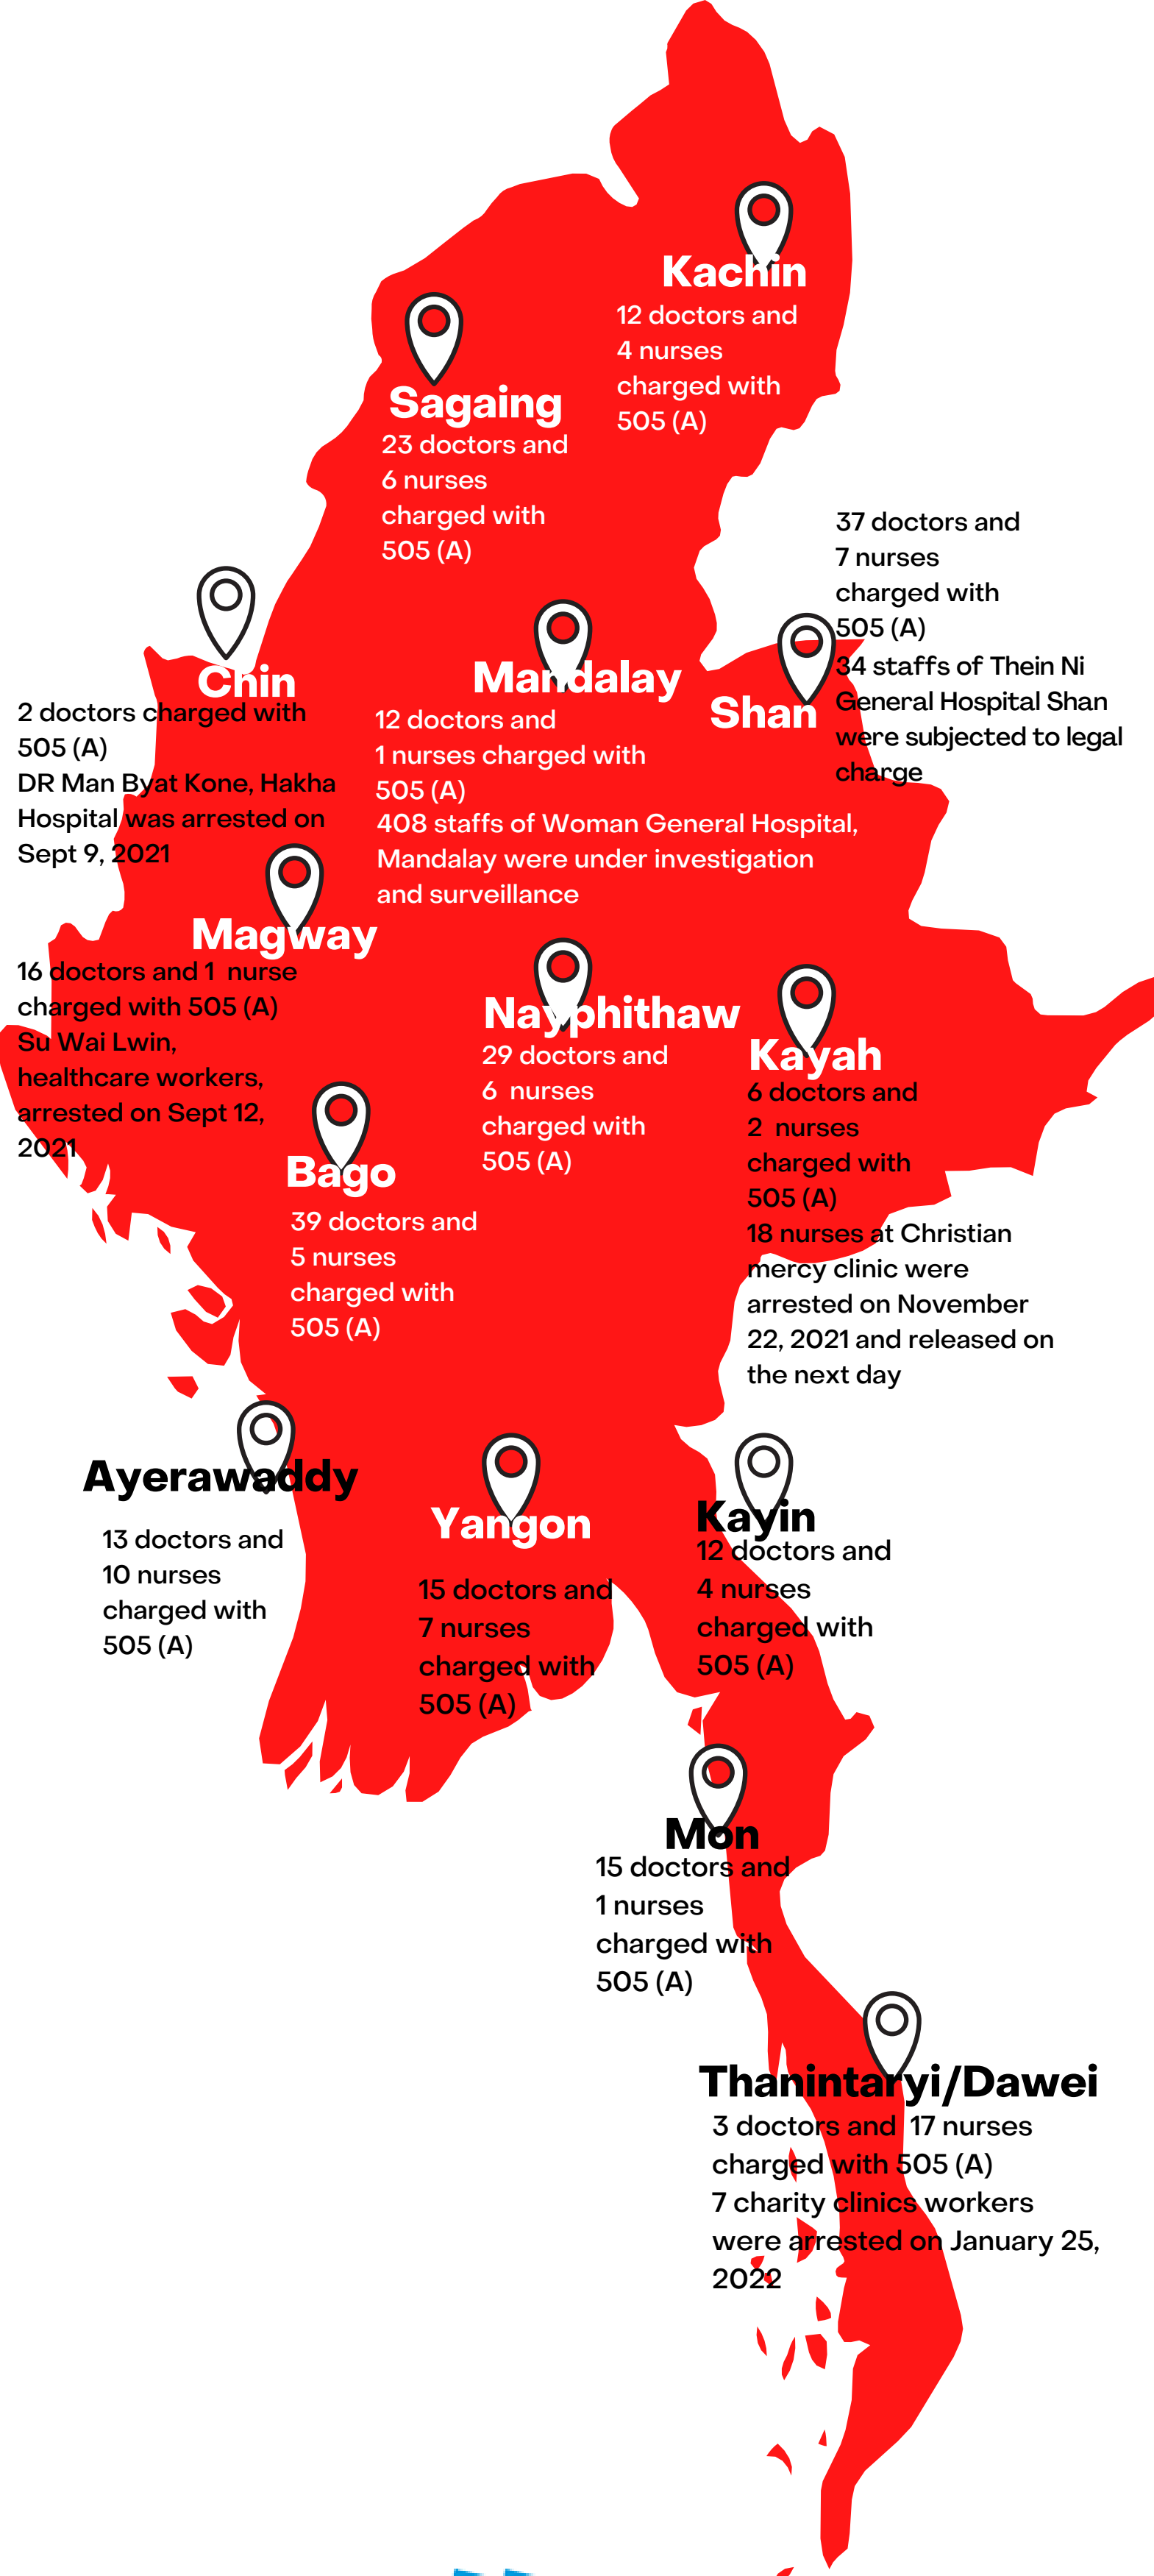 Kachin
12 doctors and
4 nurses
charged with
505 (A)
Sagaing
23 doctors and
6 nurses
charged with
505 (A)
37 doctors and
7 nurses
charged with
505 (A)
34 staffs of Thein Ni
General Hospital Shan
were subjected to legal
charge
Shan
Chin
2 doctors charged with
505 (A)
DR Man Byat Kone, Hakha
Hospital was arrested on
Sept 9, 2021
Mandalay
12 doctors and
1 nurses charged with
505 (A)
408 staffs of Woman General Hospital,
Mandalay were under investigation
and surveillance
Magway
16 doctors and 1 nurse
charged with 505 (A)
Su Wai Lwin,
healthcare workers,
arrested on Sept 12,
2021
Nayphithaw
29 doctors and
6 nurses
charged with
505 (A)
Kayah
6 doctors and
2 nurses
charged with
505 (A)
18 nurses at Christian
mercy clinic were
arrested on November
22, 2021 and released on
the next day
Bago
39 doctors and
5 nurses
charged with
505 (A)
Ayerawaddy
13 doctors and
10 nurses
charged with
505 (A)
Yangon
15 doctors and
7 nurses
charged with
505 (A)
Kayin
12 doctors and
4 nurses
charged with
505 (A)
Mon
15 doctors and
1 nurses
charged with
505 (A)
Thanintaryi/Dawei
3 doctors and 17 nurses
charged with 505 (A)
7 charity clinics workers
were arrested on January 25,
2022